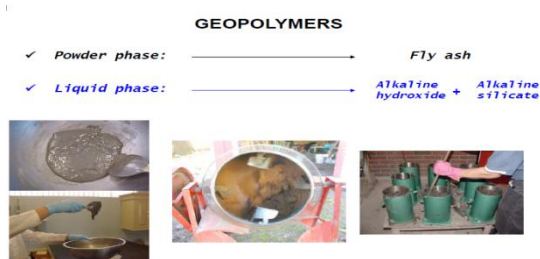 GEOPOLYMERS
✓ Powder phase: Fly ash
✓ Liquid phase: Alkaline hydroxide + Alkaline silicate